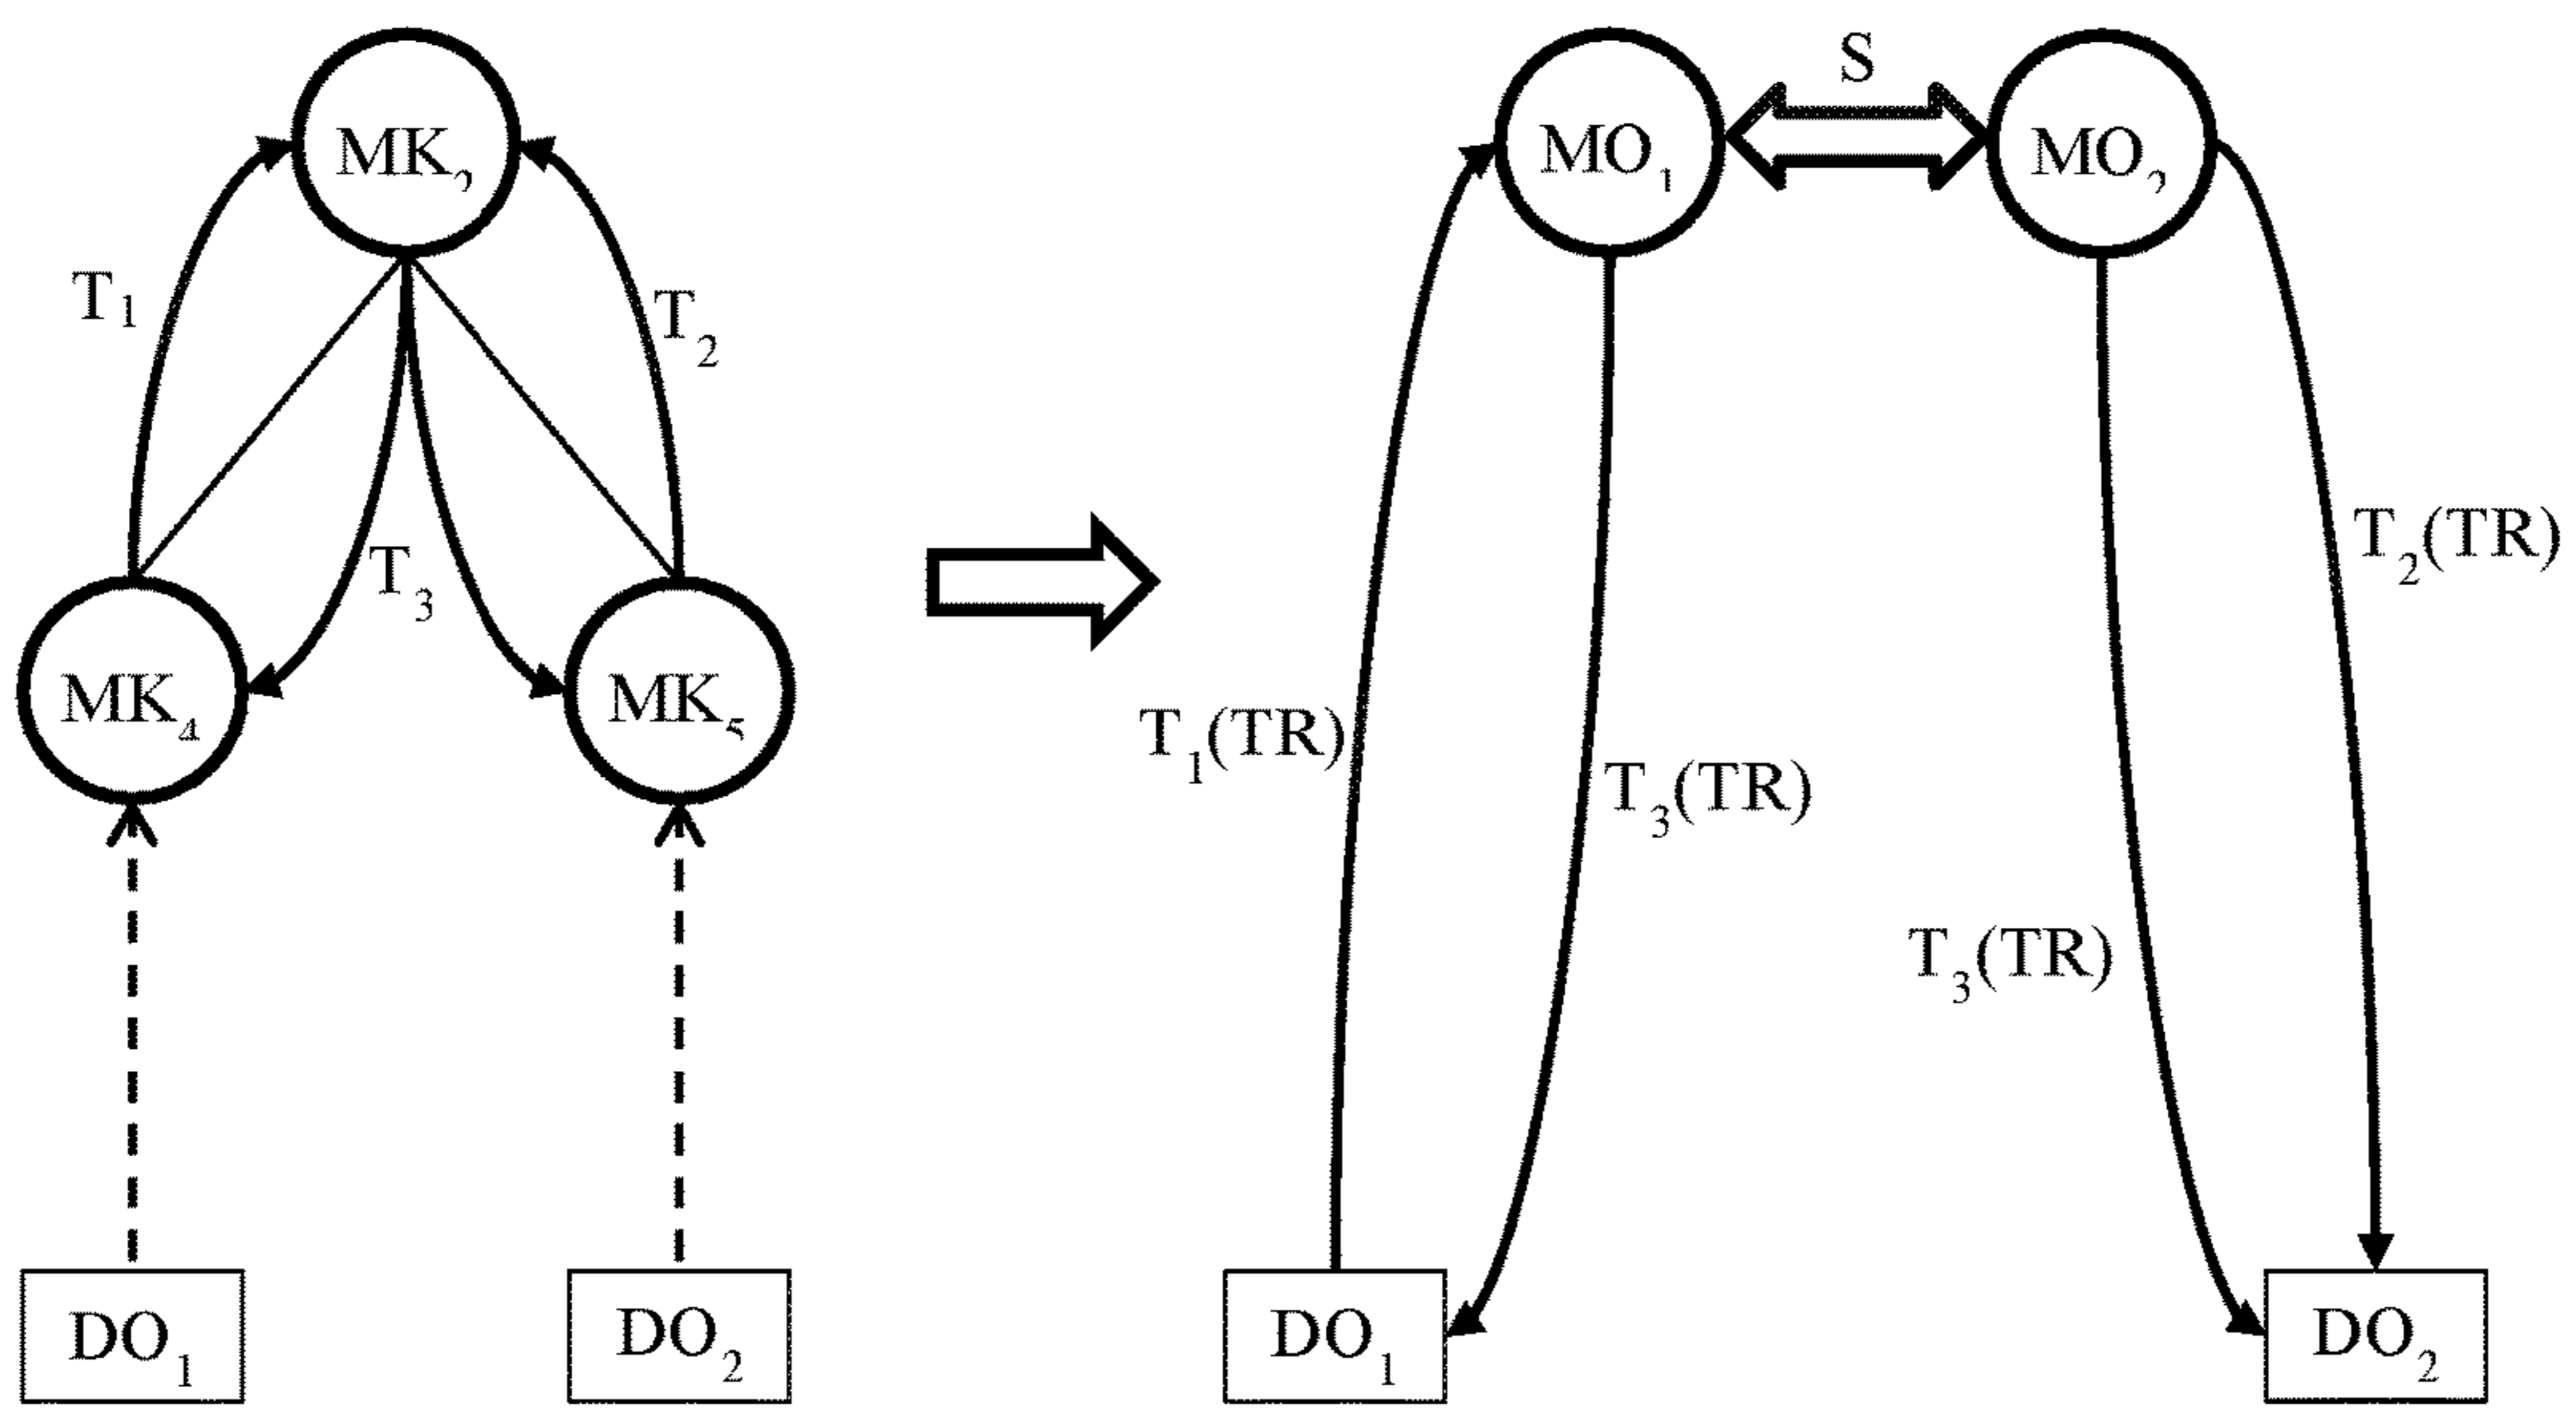 MK₂
T₁
T₂
T₃
MK₄
MK₅
DO₁
DO₂
MO₁
S
MO₂
T₁(TR)
T₃(TR)
T₃(TR)
T₂(TR)
DO₁
DO₂